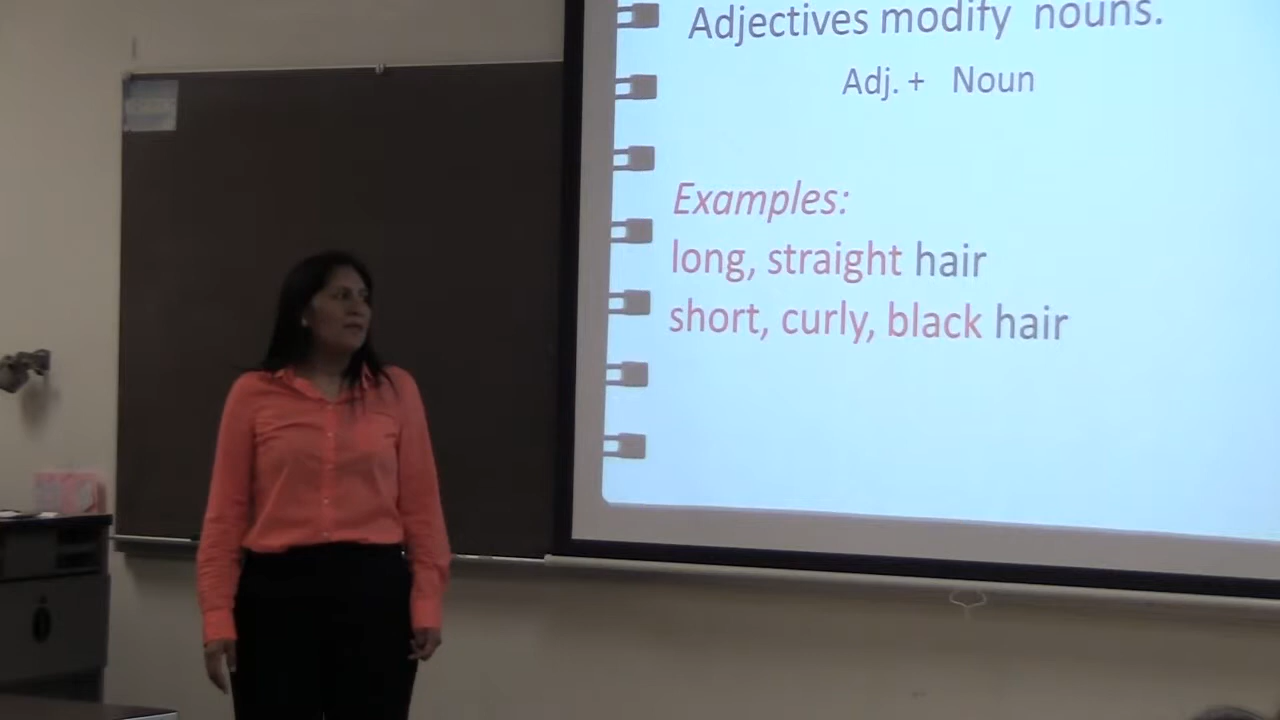 Adjectives modify nouns.
Adj. + Noun
Examples:
long, straight hair
short, curly, black hair